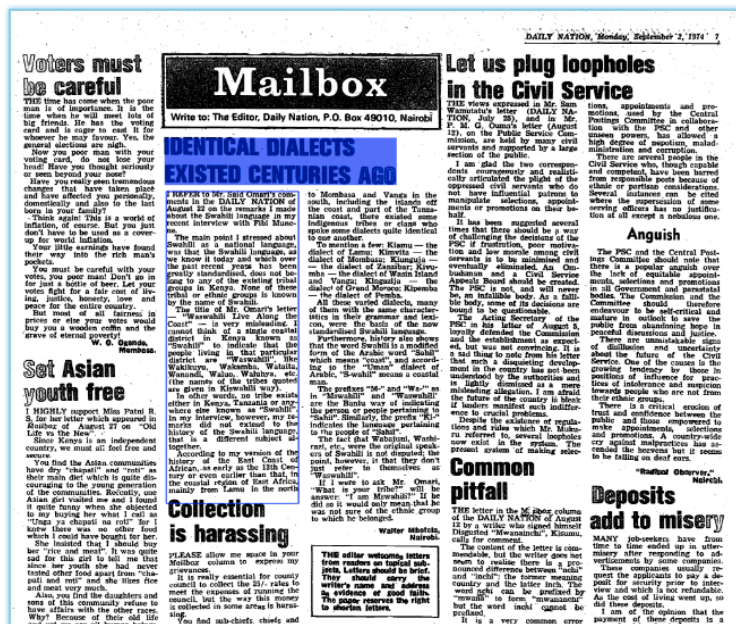 DAILY NATION, Monday, September 2, 1974 7
Voters must
be careful
THE time has come when the poor
man is of importance. It is the
time when he will meet lots of
big friends. He has the voting
card and is eager to cast it for
whoever he may favour. Yes, the
general elections are nigh.
Now you poor man with your
voting card, do not lose your
head! Have you thought seriously
or seen beyond your nose?
Have you really seen tremendous
changes that have taken place
and have affected you personally,
domestically and also to the last
born in your family?
Think again! This is a world of
inflation, of course. But you just
don't have to be used as a cover-
up for world inflation.
Your little earnings have found
their way into the rich man's
pockets.
You must be careful with your
voters, you poor man! Do not go in
for just a bottle of beer. Let your
votes fight for a fair cost of liv-
ing, justice, honesty, love and
peace for the entire country.
But most of all fairness in
prices or else your votes would
buy you a wooden coffin and the
grave of eternal poverty!
W. O. Oganda,
Mombasa.
Set Asian
youth free
I HIGHLY support Miss Patni R.
S. for her letter which appeared in
Mailbox of August 27 on "Old
Life vs the New".
Since Kenya is an independent
country, we must all feel free and
secure.
You find the Asian communities
have dry "chapati" and "roti" as
their main diet which is quite dis-
couraging to the young generation
of the communities. Recently, one
Asian girl visited me and I found
it quite funny when she objected
to my buying her what I call as
"Unga ya chapati na roti" for I
knew there was no other food
which I could have bought for her.
She insisted that I should buy
her "rice and meat". It was quite
sad for this girl to tell me that
since her youth she had never
tasted other food apart from "cha-
pati and roti" and she likes rice
and meat very much.
Also, you find the daughters and
sons of this community refuse to
have affairs with the other races.
Why? Because of their old life
Mailbox
Write to: The Editor, Daily Nation, P.O. Box 49010, Nairobi
IDENTICAL DIALECTS
EXISTED CENTURIES AGO
I REFER to Mr. Said Omari's com-
ments in the DAILY NATION of
August 22 on the remarks I made
about the Swahili language in my
recent interview with Phil Mune-
ne.
The main point I stressed about
Swahili as a national language,
was that the Swahili language, as
we know it today and which over
the past recent years has been
greatly standardised, does not be-
long to any of the existing tribal
groups in Kenya. None of these
tribal or ethnic groups is known
by the name of Swahili.
The title of Mr. Omari's letter
— "Waswahili Live Along the
Coast" — is very misleading. I
cannot think of a single coastal
district in Kenya known as
"Swahili" to indicate that the
people living in that particular
district are "Waswahili", like
Wakikuyu, Wakamba, Wataita,
Wanandi, Waluo, Waluhya, etc.
(the names of the tribes quoted
are given in Kiswahili way).
In other words, no tribe exists
either in Kenya, Tanzania or any-
where else known as "Swahili".
In my interview, however, my re-
marks did not extend to the
history of the Swahili language,
that is a different subject al-
together.
According to my version of the
history of the East Coast of
African, as early as the 13th Cen-
tury or even earlier than that, in
the coastal region of East Africa,
mainly from Lamu in the north
to Mombasa and Vanga in the
south, including the islands off
the coast and part of the Tanza-
nian coast, there existed some
indigenous tribes or clans who
spoke some dialects quite identical
to one another.
To mention a few: Kiamu — the
dialect of Lamu; Kimvita — the
dialect of Mombasa; Kiunguja —
the dialect of Zanzibar; Kivu-
mba — the dialect of Wasin Island
and Vanga; Kingazija — the
dialect of Grand Moroco; Kipemba
— the dialect of Pemba.
All these varied dialects, many
of them with the same character-
istics in their grammar and lexi-
con, were the basis of the now
standardised Swahili language.
Furthermore, history also shows
that the word Swahili is a modified
form of the Arabic word "Sahil"
which means "coast", and accord-
ing to the "Uman" dialect of
Arabic, "S-wahili" means a coastal
man.
The prefixes "M-" and "Wa-" as
in "Mswahili" and "Waswahili"
are the Bantu way of indicating
the person or people pertaining to
"Sahil". Similarly, the prefix "Ki-"
indicates the language pertaining
to the people of "Sahil".
The fact that Wabajuni, Washi-
razi, etc., were the original speak-
ers of Swahili is not disputed; the
point, however, is that they don't
just refer to themselves as
"Waswahili".
If I were to ask Mr. Omari,
"What is your tribe?" will he
answer: "I am Mswahili?" If he
did so it would only mean that he
was not sure of the ethnic group
to which he belonged.
Walter Mbotela,
Nairobi.
Collection
is harassing
PLEASE allow me space in your
Mailbox column to express my
grievances.
It is really essential for county
council to collect the 25/- rates to
meet the expenses of running the
council, but the way this money
is collected in some areas is haras-
sing.
You find sub-chiefs, chiefs and
THE editor welcomes letters
from readers on topical sub-
jects. Letters should be brief.
They should carry the
writer's name and address
as evidence of good faith.
The paper reserves the right
to shorten letters.
Let us plug loopholes
in the Civil Service
THE views expressed in Mr. Sam
Wamutatu's letter (DAILY NA-
TION, July 25), and in Mr.
P. M. G. Ouma's letter (August
12), on the Public Service Com-
mission, are held by many civil
servants and supported by a large
section of the public.
I am glad the two correspon-
dents courageously and realisti-
cally articulated the plight of the
oppressed civil servants who do
not have influential patrons to
manipulate selections, appoint-
ments or promotions on their be-
half.
It has been suggested several
times that there should be a way
of challenging the decisions of the
PSC if frustration, poor motiva-
tion and low morale among civil
servants is to be minimised and
eventually eliminated. An Om-
budsman and a Civil Service
Appeals Board should be created.
The PSC is not, and will never
be, an infallible body. As a falli-
ble body, some of its decisions are
bound to be questionable.
The Acting Secretary of the
PSC in his letter of August 5,
loyally defended the Commission
and the establishment as expect-
ed, but was not convincing. It is
a sad thing to note from his letter
that such a disquieting develop-
ment in the country has not been
understood by the authorities and
is lightly dismissed as a mere
misleading allegation. I am afraid
the future of the country is bleak
if leaders manifest such indiffer-
ence to crucial problems.
Despite the existence of regula-
tions and rules which Mr. Muku-
ru referred to, several loopholes
now exist in the system. The
present system of making selec-
tions, appointments and pro-
motions, used by the Central
Postings Committee in collabora-
tion with the PSC and other
unseen powers, has allowed a
high degree of nepotism, malad-
ministration and corruption.
There are several people in the
Civil Service who, though capable
and competent, have been barred
from responsible posts because of
ethnic or partisan considerations.
Several instances can be cited
where the supersession of some
serving officers has no justifica-
tion at all except a nebulous one.
Anguish
The PSC and the Central Post-
ings Committee should note that
there is a popular anguish over
the lack of equitable appoint-
ments, selections and promotions
in all Government and parastatal
bodies. The Commission and the
Committee should therefore
endeavour to be self-critical and
mature in outlook to save the
public from abandoning hope in
peaceful discussions and justice.
There are unmistakable signs
of disillusion and uncertainty
about the future of the Civil
Service. One of the causes is the
growing tendency by those in
positions of influence for prac-
tices of intolerance and suspicion
towards people who are not from
their ethnic groups.
There is a critical erosion of
trust and confidence between the
public and those empowered to
make appointments, selections
and promotions. A country-wide
cry against malpractices has as-
cended the heavens but it seems
to be falling on deaf ears.
"Radical Observer,"
Nairobi.
Common
pitfall
THE letter in the Mailbox column
of the DAILY NATION of August
12 by a writer who signed himself
Disgusted "Mwananchi", Kisumu,
calls for comment.
The content of the letter is com-
mendable, but the writer does not
seem to realise there is a pro-
nounced difference between "nchi"
and "inchi": the former meaning
country and the latter inch. The
word nchi can be prefixed by
"mwana" to form "mwananchi"
but the word inchi cannot be
prefixed.
It is a very common error
Deposits
add to misery
MANY job-seekers have from
time to time ended up in utter-
misery after responding to ad-
vertisements by some companies.
These companies usually re-
quest the applicants to pay a de-
posit for security prior to inter-
view and which is not refundable.
As the cost of living went up, so
did these deposits.
I am of the opinion that the
payment of these deposits is a